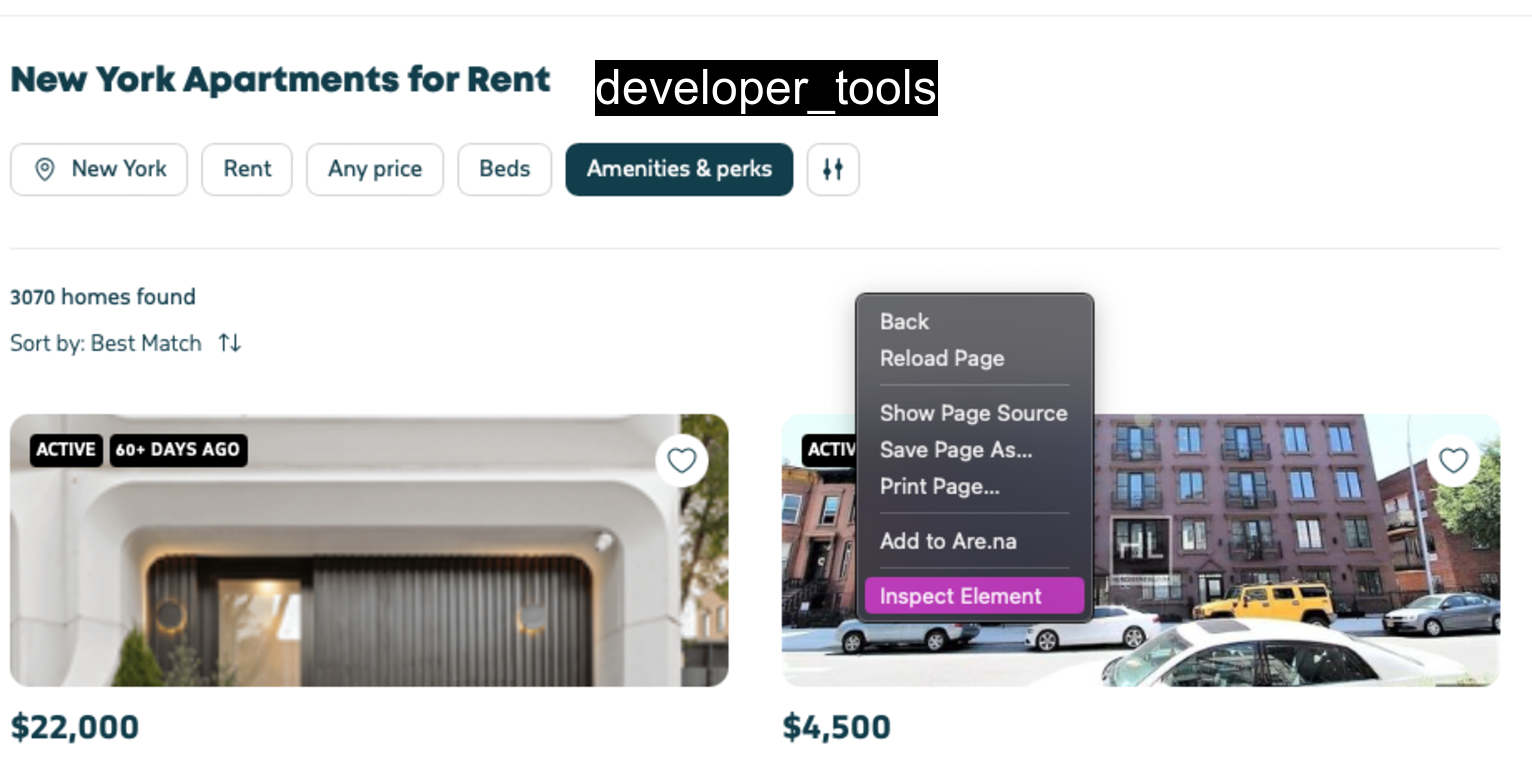 New York Apartments for Rent
developer_tools
New York
Rent
Any price
Beds
Amenities & perks
3070 homes found
Sort by: Best Match
Back
Reload Page
Show Page Source
Save Page As...
Print Page...
Add to Are.na
Inspect Element
ACTIVE
60+ DAYS AGO
ACTIV
HL
$22,000
$4,500